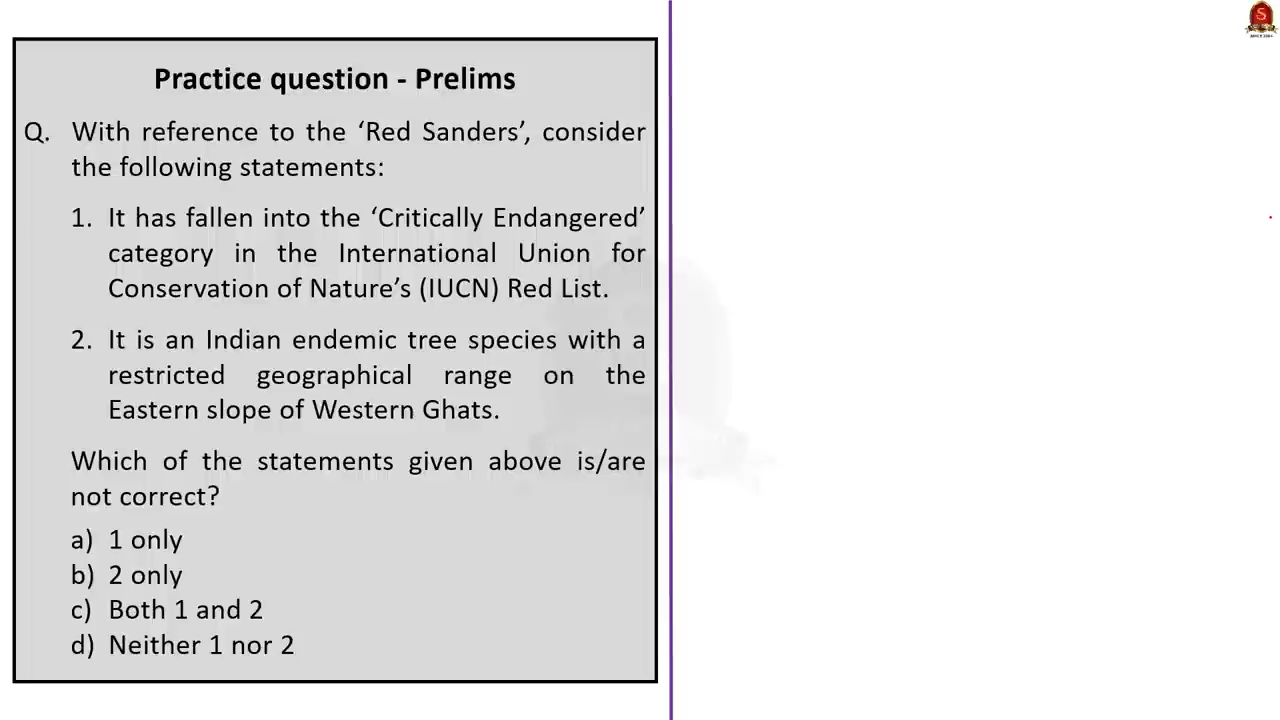 Practice question - Prelims
Q. With reference to the ‘Red Sanders’, consider
the following statements:
1. It has fallen into the ‘Critically Endangered’
category in the International Union for
Conservation of Nature’s (IUCN) Red List.
2. It is an Indian endemic tree species with a
restricted geographical range on the
Eastern slope of Western Ghats.
Which of the statements given above is/are
not correct?
a) 1 only
b) 2 only
c) Both 1 and 2
d) Neither 1 nor 2
S